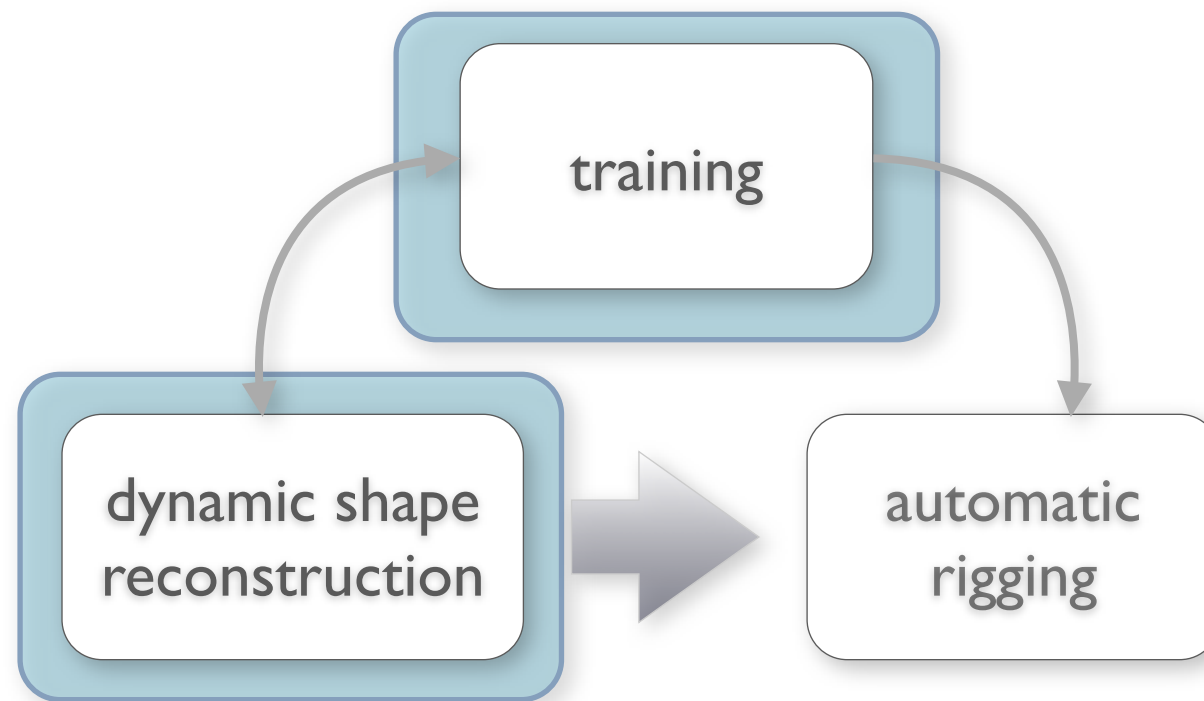 training
dynamic shape
reconstruction
automatic
rigging